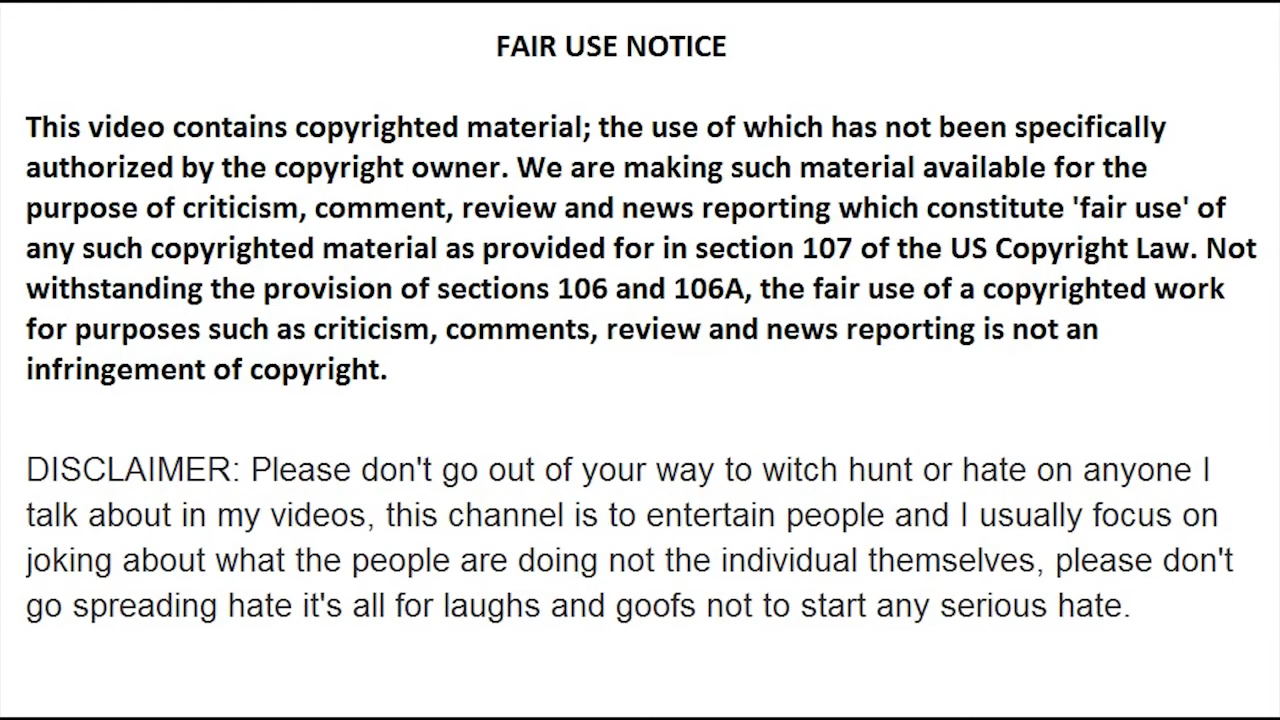 FAIR USE NOTICE
This video contains copyrighted material; the use of which has not been specifically
authorized by the copyright owner. We are making such material available for the
purpose of criticism, comment, review and news reporting which constitute 'fair use' of
any such copyrighted material as provided for in section 107 of the US Copyright Law. Not
withstanding the provision of sections 106 and 106A, the fair use of a copyrighted work
for purposes such as criticism, comments, review and news reporting is not an
infringement of copyright.
DISCLAIMER: Please don't go out of your way to witch hunt or hate on anyone I
talk about in my videos, this channel is to entertain people and I usually focus on
joking about what the people are doing not the individual themselves, please don't
go spreading hate it's all for laughs and goofs not to start any serious hate.